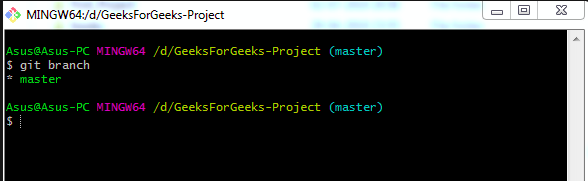 MINGW64:/d/GeeksForGeeks-Project
Asus@Asus-PC MINGW64 /d/GeeksForGeeks-Project (master)
$ git branch
* master
Asus@Asus-PC MINGW64 /d/GeeksForGeeks-Project (master)
$